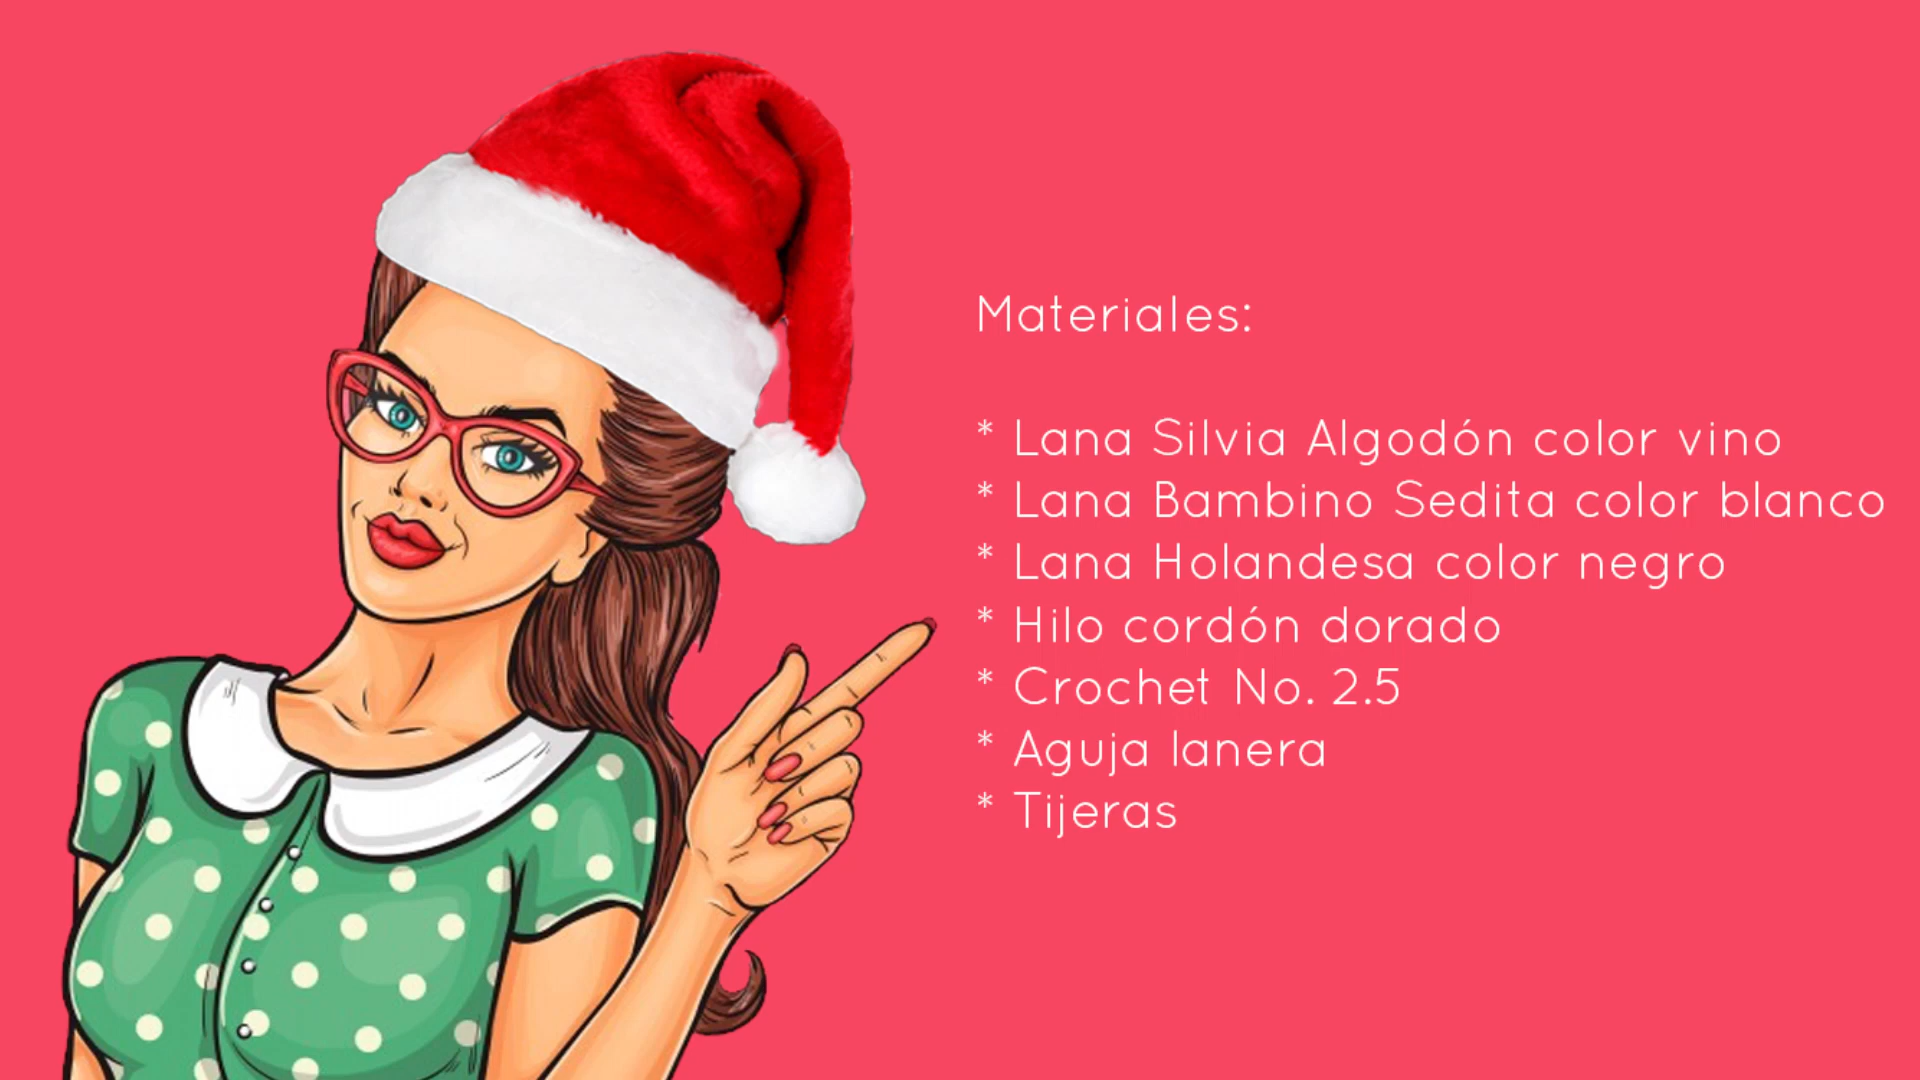 Materiales:
* Lana Silvia Algodón color vino
* Lana Bambino Sedita color blanco
* Lana Holandesa color negro
* Hilo cordón dorado
* Crochet No. 2.5
* Aguja lanera
* Tijeras